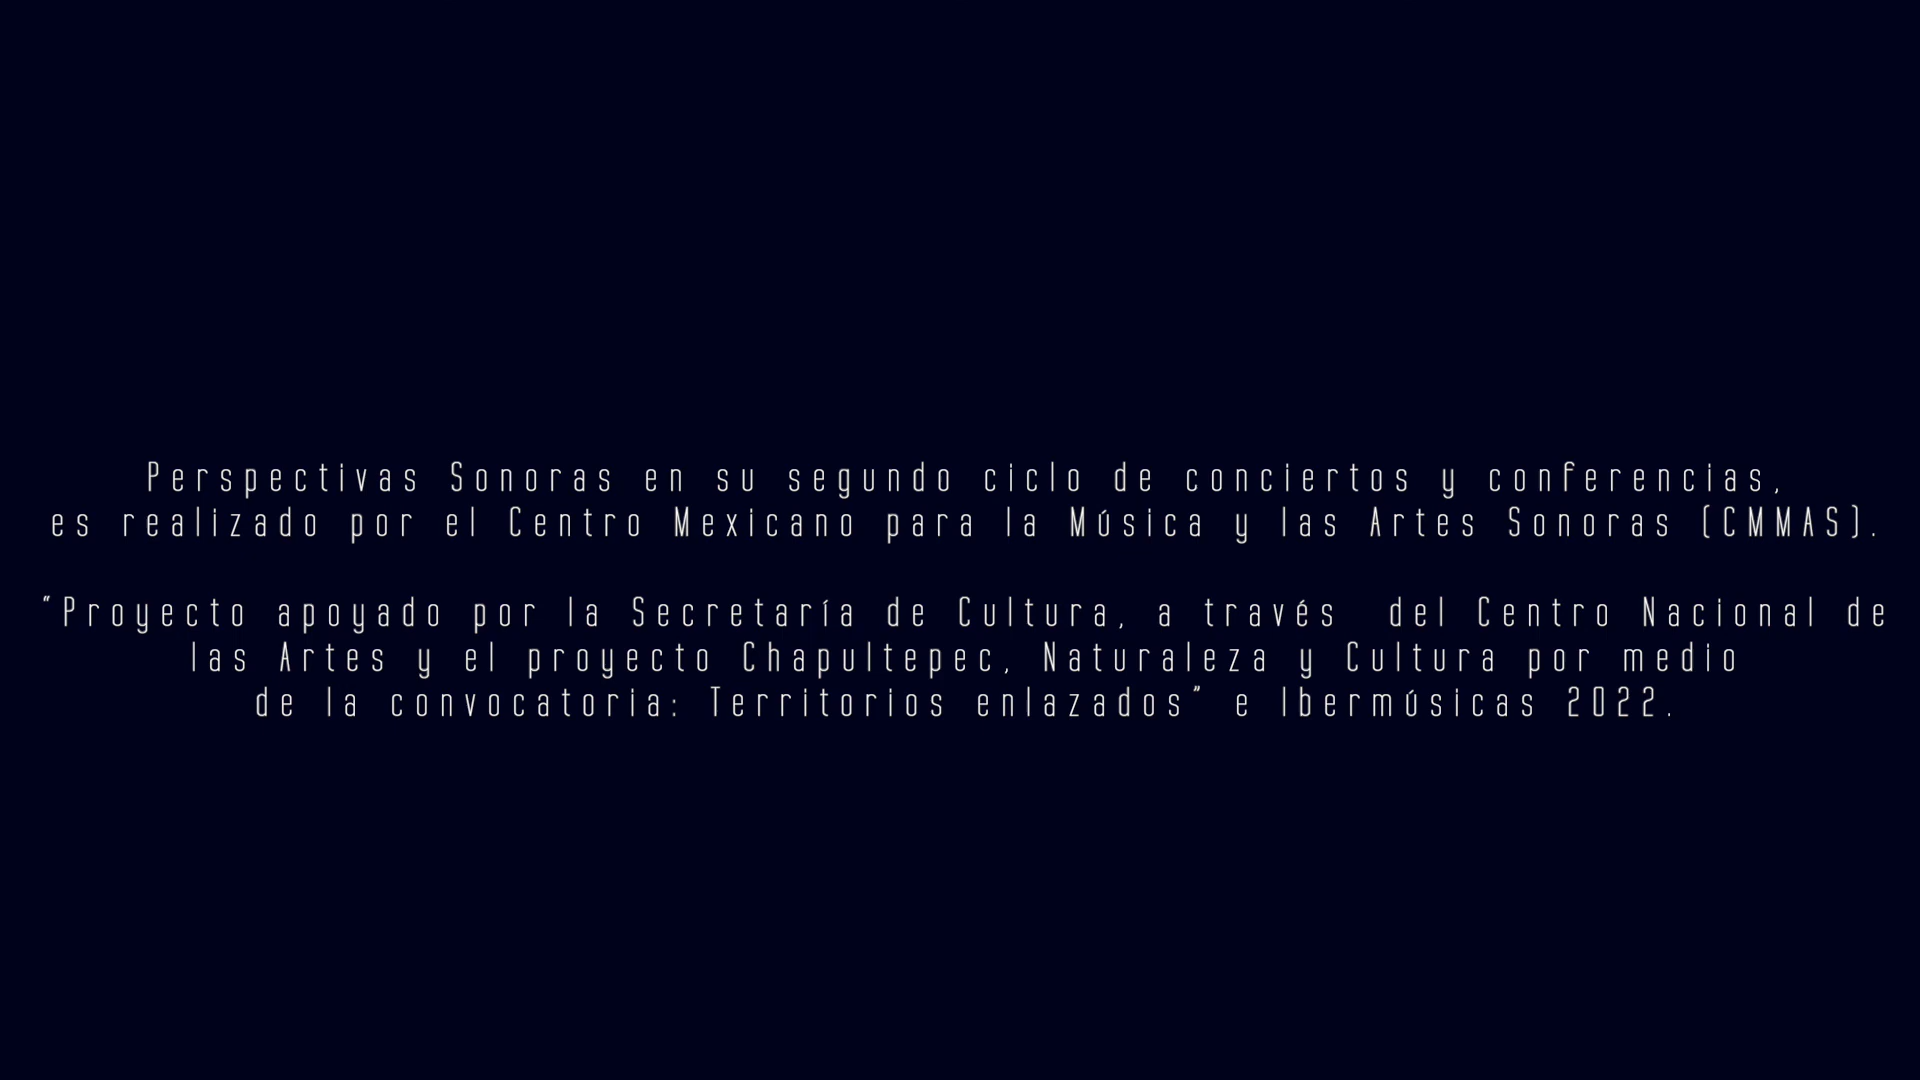 Perspectivas Sonoras en su segundo ciclo de conciertos y conferencias,
es realizado por el Centro Mexicano para la Música y las Artes Sonoras (CMMAS).
"Proyecto apoyado por la Secretaría de Cultura, a través del Centro Nacional de
las Artes y el proyecto Chapultepec, Naturaleza y Cultura por medio
de la convocatoria: Territorios enlazados" e Ibermúsicas 2022.